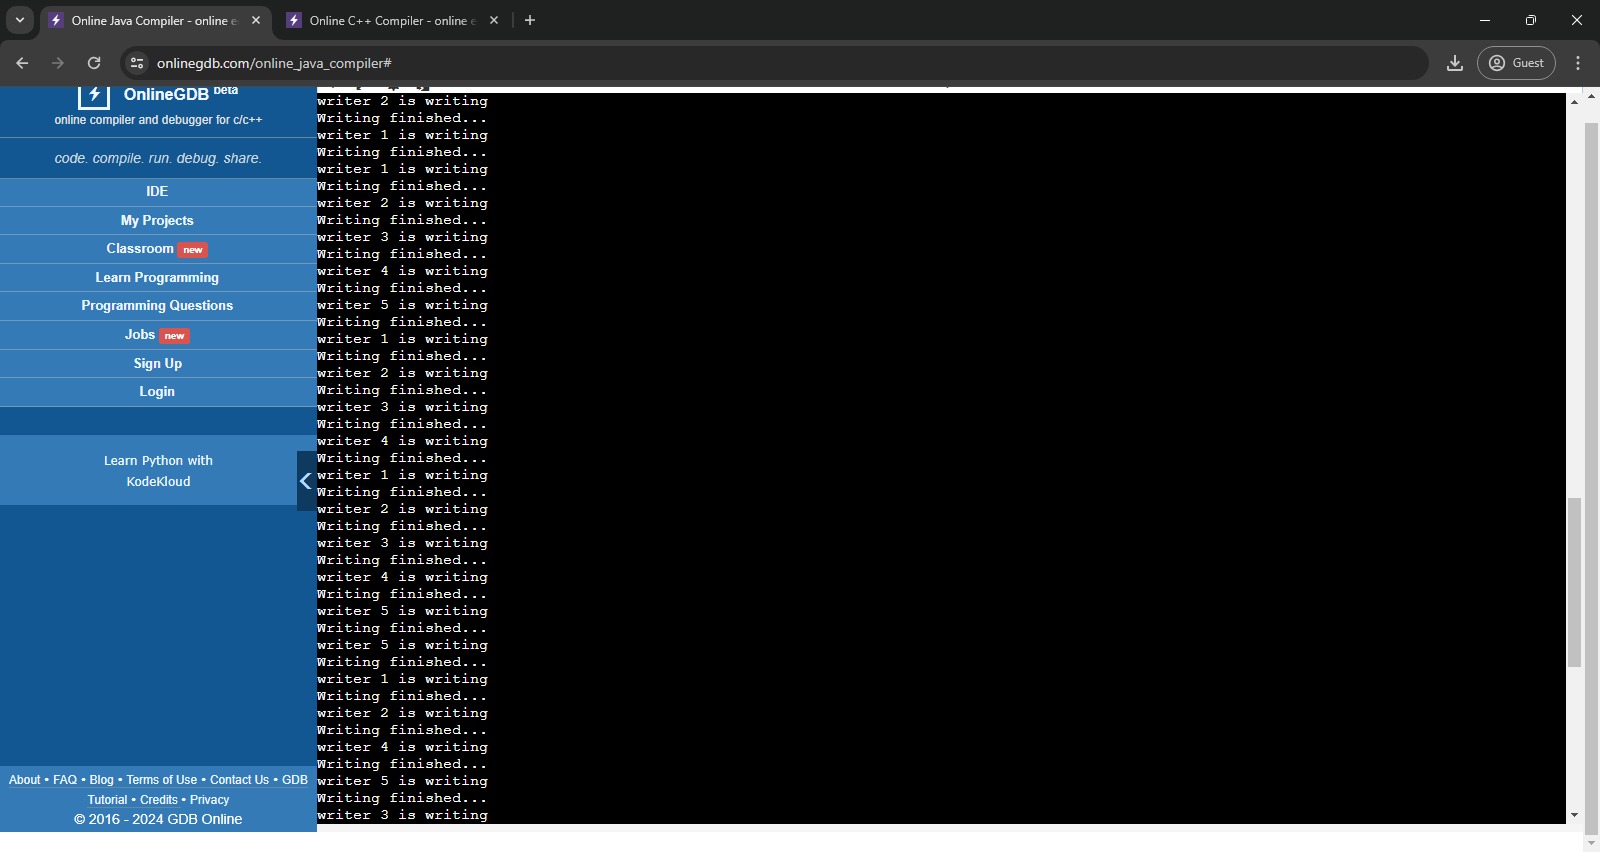 Online Java Compiler - online e
Online C++ Compiler - online e
onlinegdb.com/online_java_compiler#
Guest
OnlineGDB beta
online compiler and debugger for c/c++
code. compile. run. debug. share.
IDE
My Projects
Classroom new
Learn Programming
Programming Questions
Jobs new
Sign Up
Login
Learn Python with
KodeKloud
About • FAQ • Blog • Terms of Use • Contact Us • GDB
Tutorial • Credits • Privacy
© 2016 - 2024 GDB Online
writer 2 is writing
Writing finished...
writer 1 is writing
Writing finished...
writer 1 is writing
Writing finished...
writer 2 is writing
Writing finished...
writer 3 is writing
Writing finished...
writer 4 is writing
Writing finished...
writer 5 is writing
Writing finished...
writer 1 is writing
Writing finished...
writer 2 is writing
Writing finished...
writer 3 is writing
Writing finished...
writer 4 is writing
Writing finished...
writer 1 is writing
Writing finished...
writer 2 is writing
Writing finished...
writer 3 is writing
Writing finished...
writer 4 is writing
Writing finished...
writer 5 is writing
Writing finished...
writer 5 is writing
Writing finished...
writer 1 is writing
Writing finished...
writer 2 is writing
Writing finished...
writer 4 is writing
Writing finished...
writer 5 is writing
Writing finished...
writer 3 is writing